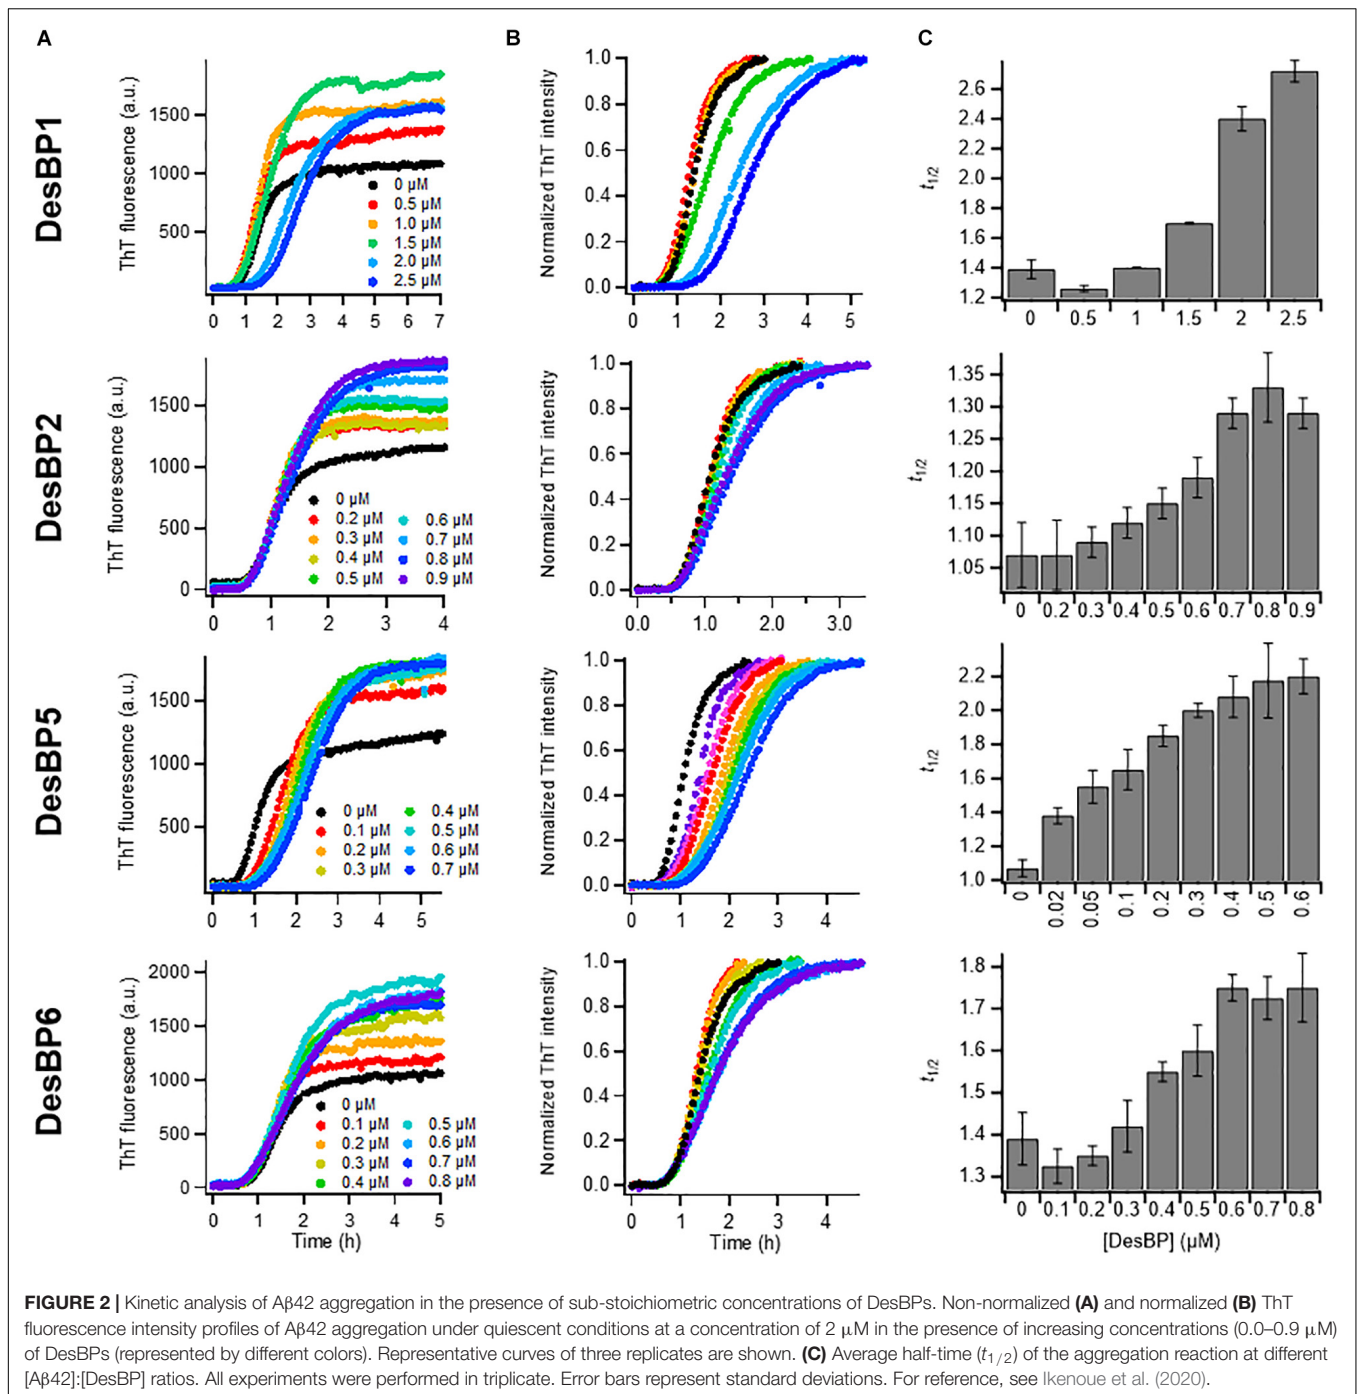 A
B
C
DesBP1
ThT fluorescence (a.u.)
1500
1000
500
0 µM
0.5 µM
1.0 µM
1.5 µM
2.0 µM
2.5 µM
0 1 2 3 4 5 6 7
Normalized ThT intensity
1.0
0.8
0.6
0.4
0.2
0.0
0 1 2 3 4 5
t1/2
2.6
2.4
2.2
2.0
1.8
1.6
1.4
1.2
0 0.5 1 1.5 2 2.5
DesBP2
ThT fluorescence (a.u.)
1500
1000
500
0
0 µM
0.2 µM 0.6 µM
0.3 µM 0.7 µM
0.4 µM 0.8 µM
0.5 µM 0.9 µM
0 1 2 3 4
Normalized ThT intensity
1.0
0.8
0.6
0.4
0.2
0.0
0.0 1.0 2.0 3.0
t1/2
1.35
1.30
1.25
1.20
1.15
1.10
1.05
0 0.2 0.3 0.4 0.5 0.6 0.7 0.8 0.9
DesBP5
ThT fluorescence (a.u.)
1500
1000
500
0 µM 0.4 µM
0.1 µM 0.5 µM
0.2 µM 0.6 µM
0.3 µM 0.7 µM
0 1 2 3 4 5
Normalized ThT intensity
1.0
0.8
0.6
0.4
0.2
0.0
0 1 2 3 4
t1/2
2.2
2.0
1.8
1.6
1.4
1.2
1.0
0 0.02 0.05 0.1 0.2 0.3 0.4 0.5 0.6
DesBP6
ThT fluorescence (a.u.)
2000
1500
1000
500
0
0 µM
0.1 µM 0.5 µM
0.2 µM 0.6 µM
0.3 µM 0.7 µM
0.4 µM 0.8 µM
0 1 2 3 4 5
Time (h)
Normalized ThT intensity
1.0
0.8
0.6
0.4
0.2
0.0
0 1 2 3 4
Time (h)
t1/2
1.8
1.7
1.6
1.5
1.4
1.3
0 0.1 0.2 0.3 0.4 0.5 0.6 0.7 0.8
[DesBP] (µM)
FIGURE 2 | Kinetic analysis of Aβ42 aggregation in the presence of sub-stoichiometric concentrations of DesBPs. Non-normalized (A) and normalized (B) ThT
fluorescence intensity profiles of Aβ42 aggregation under quiescent conditions at a concentration of 2 µM in the presence of increasing concentrations (0.0–0.9 µM)
of DesBPs (represented by different colors). Representative curves of three replicates are shown. (C) Average half-time (t1/2) of the aggregation reaction at different
[Aβ42]:[DesBP] ratios. All experiments were performed in triplicate. Error bars represent standard deviations. For reference, see Ikenoue et al. (2020).